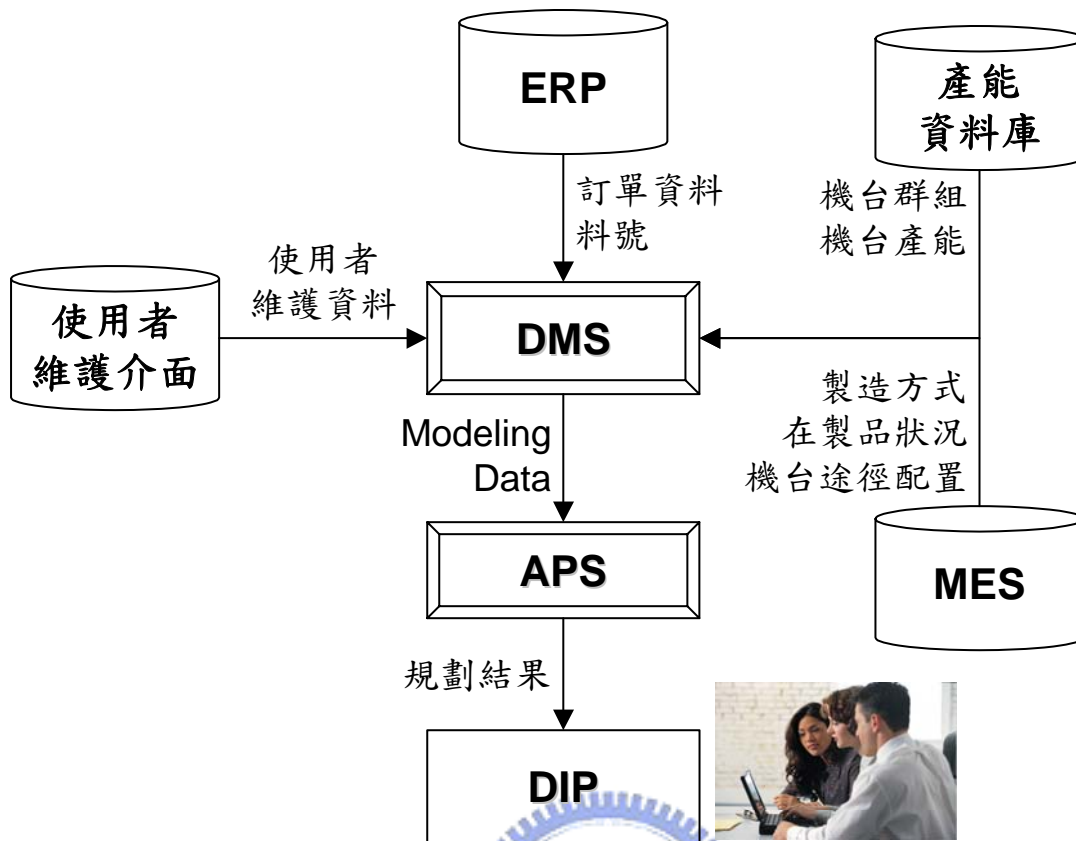 ERP
產能
資料庫
訂單資料
料號
機台群組
機台產能
使用者
維護資料
使用者
維護介面
DMS
製造方式
在製品狀況
機台途徑配置
Modeling
Data
APS
MES
規劃結果
DIP